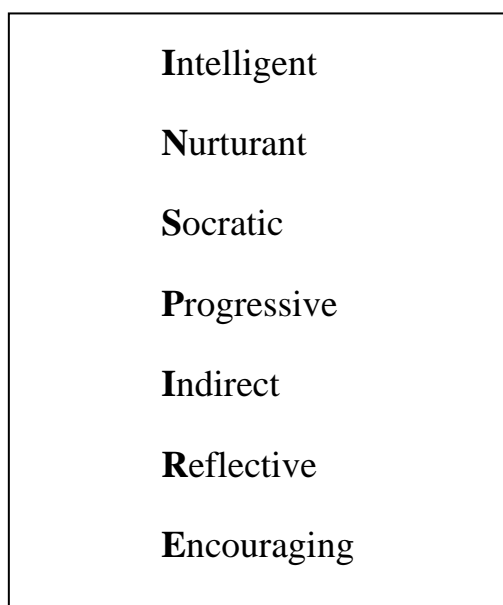 Intelligent
Nurturant
Socratic
Progressive
Indirect
Reflective
Encouraging